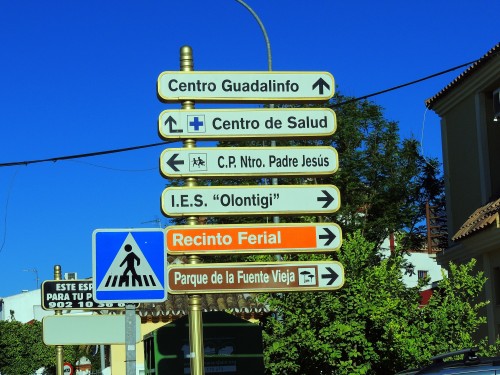 Centro Guadalinfo
Centro de Salud
C.P. Ntro. Padre Jesús
I.E.S. "Olontigi"
Recinto Ferial
Parque de la Fuente Vieja
ESTE
PARA TU
902 10